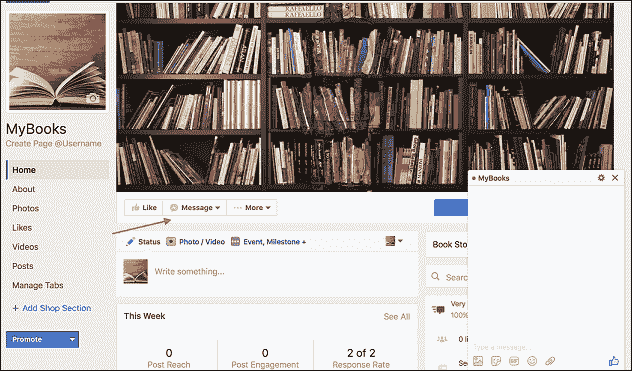 MyBooks
Create Page @Username
Home
About
Photos
Likes
Videos
Posts
Manage Tabs
+ Add Shop Section
Promote
Like
Message
More
Status
Photo / Video
Event, Milestone +
Write something...
This Week
See All
0
Post Reach
0
Post Engagement
2 of 2
Response Rate
Book Sto
Searc
Very
100%
0 li
Se
MyBooks
Type a message...